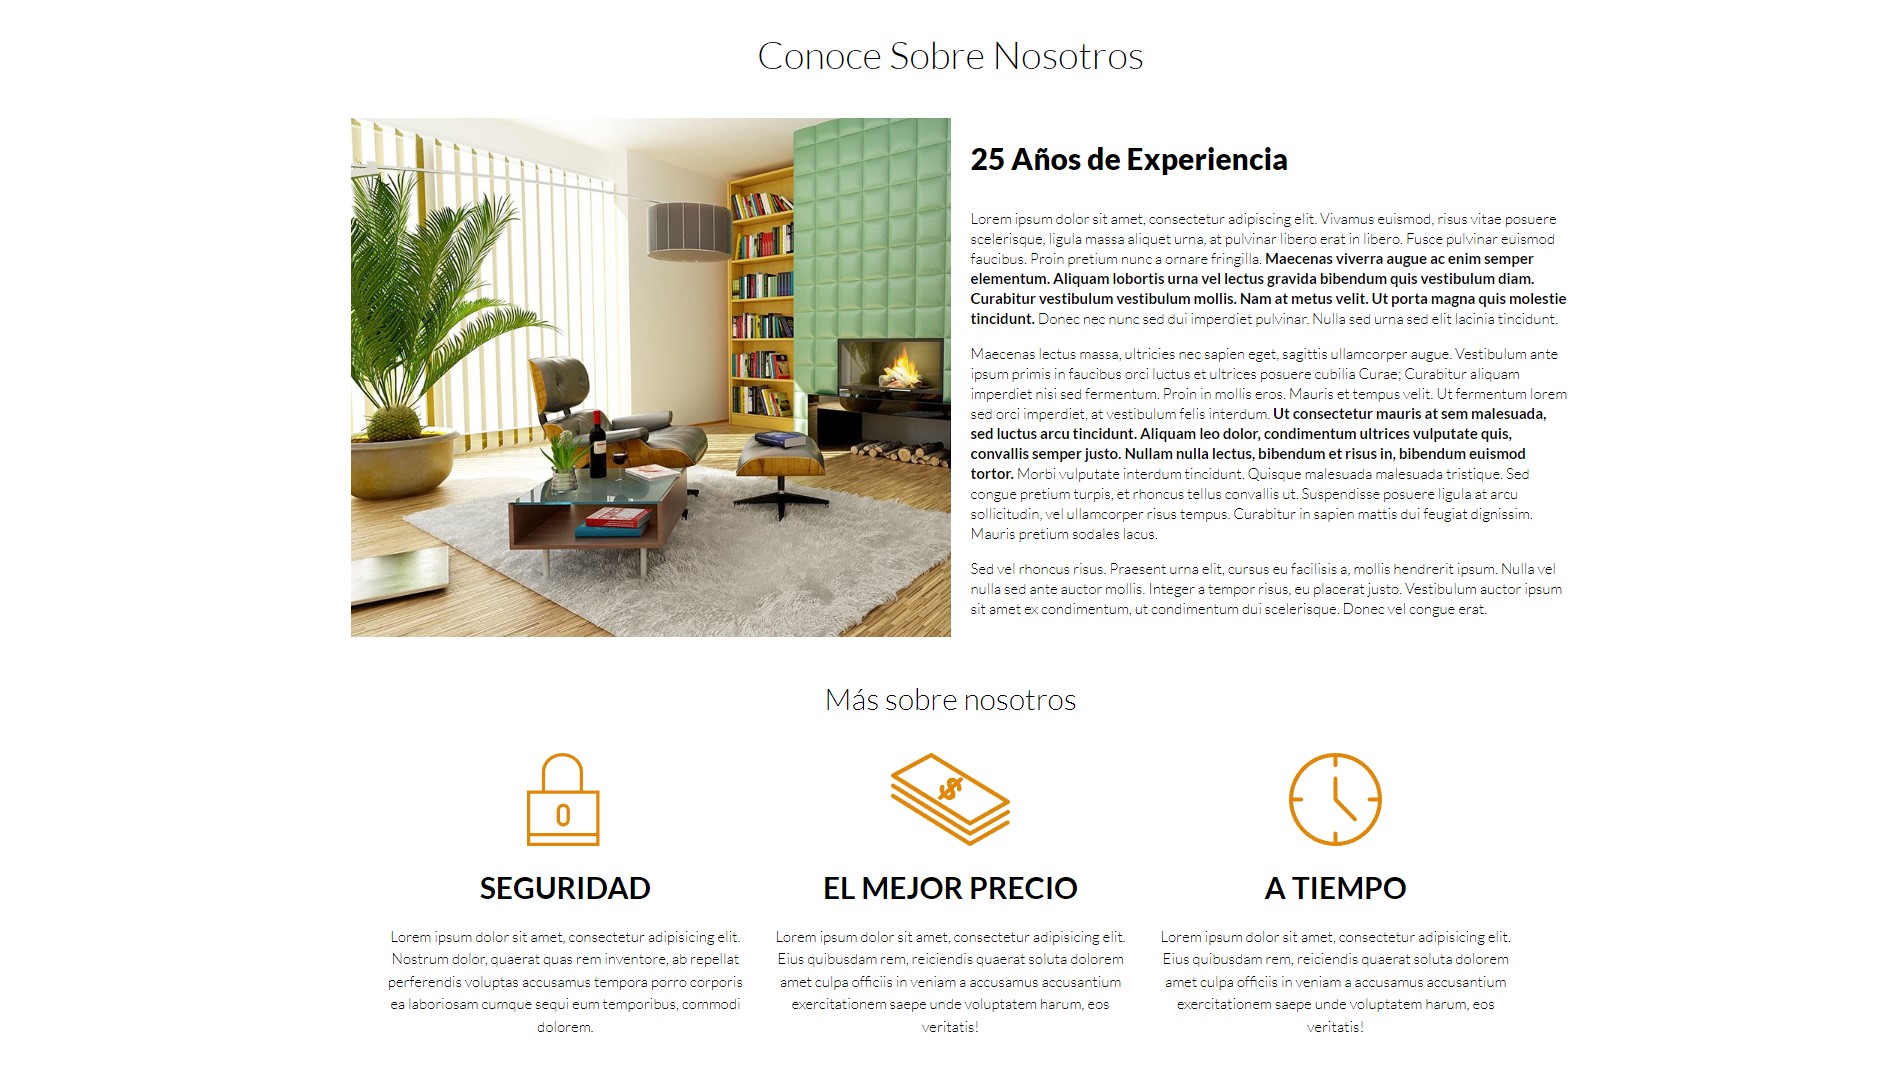 Conoce Sobre Nosotros
25 Años de Experiencia
Lorem ipsum dolor sit amet, consectetur adipiscing elit. Vivamus euismod, risus vitae posuere
scelerisque, ligula massa aliquet urna, at pulvinar libero erat in libero. Fusce pulvinar euismod
faucibus. Proin pretium nunc a ornare fringilla. Maecenas viverra augue ac enim semper
elementum. Aliquam lobortis urna vel lectus gravida bibendum quis vestibulum diam.
Curabitur vestibulum vestibulum mollis. Nam at metus velit. Ut porta magna quis molestie
tincidunt. Donec nec nunc sed dui imperdiet pulvinar. Nulla sed urna sed elit lacinia tincidunt.
Maecenas lectus massa, ultricies nec sapien eget, sagittis ullamcorper augue. Vestibulum ante
ipsum primis in faucibus orci luctus et ultrices posuere cubilia Curae; Curabitur aliquam
imperdiet nisi sed fermentum. Proin in mollis eros. Mauris et tempus velit. Ut fermentum lorem
sed orci imperdiet, at vestibulum felis interdum. Ut consectetur mauris at sem malesuada,
sed luctus arcu tincidunt. Aliquam leo dolor, condimentum ultrices vulputate quis,
convallis semper justo. Nullam nulla lectus, bibendum et risus in, bibendum euismod
tortor. Morbi vulputate interdum tincidunt. Quisque malesuada malesuada tristique. Sed
congue pretium turpis, et rhoncus tellus convallis ut. Suspendisse posuere ligula at arcu
sollicitudin, vel ullamcorper risus tempus. Curabitur in sapien mattis dui feugiat dignissim.
Mauris pretium sodales lacus.
Sed vel rhoncus risus. Praesent urna elit, cursus eu facilisis a, mollis hendrerit ipsum. Nulla vel
nulla sed ante auctor mollis. Integer a tempor risus, eu placerat justo. Vestibulum auctor ipsum
sit amet ex condimentum, ut condimentum dui scelerisque. Donec vel congue erat.
Más sobre nosotros
0
$
SEGURIDAD
Lorem ipsum dolor sit amet, consectetur adipisicing elit.
Nostrum dolor, quaerat quas rem inventore, ab repellat
perferendis voluptas accusamus tempora porro corporis
ea laboriosam cumque sequi eum temporibus, commodi
dolorem.
EL MEJOR PRECIO
Lorem ipsum dolor sit amet, consectetur adipisicing elit.
Eius quibusdam rem, reiciendis quaerat soluta dolorem
amet culpa officiis in veniam a accusamus accusantium
exercitationem saepe unde voluptatem harum, eos
veritatis!
A TIEMPO
Lorem ipsum dolor sit amet, consectetur adipisicing elit.
Eius quibusdam rem, reiciendis quaerat soluta dolorem
amet culpa officiis in veniam a accusamus accusantium
exercitationem saepe unde voluptatem harum, eos
veritatis!